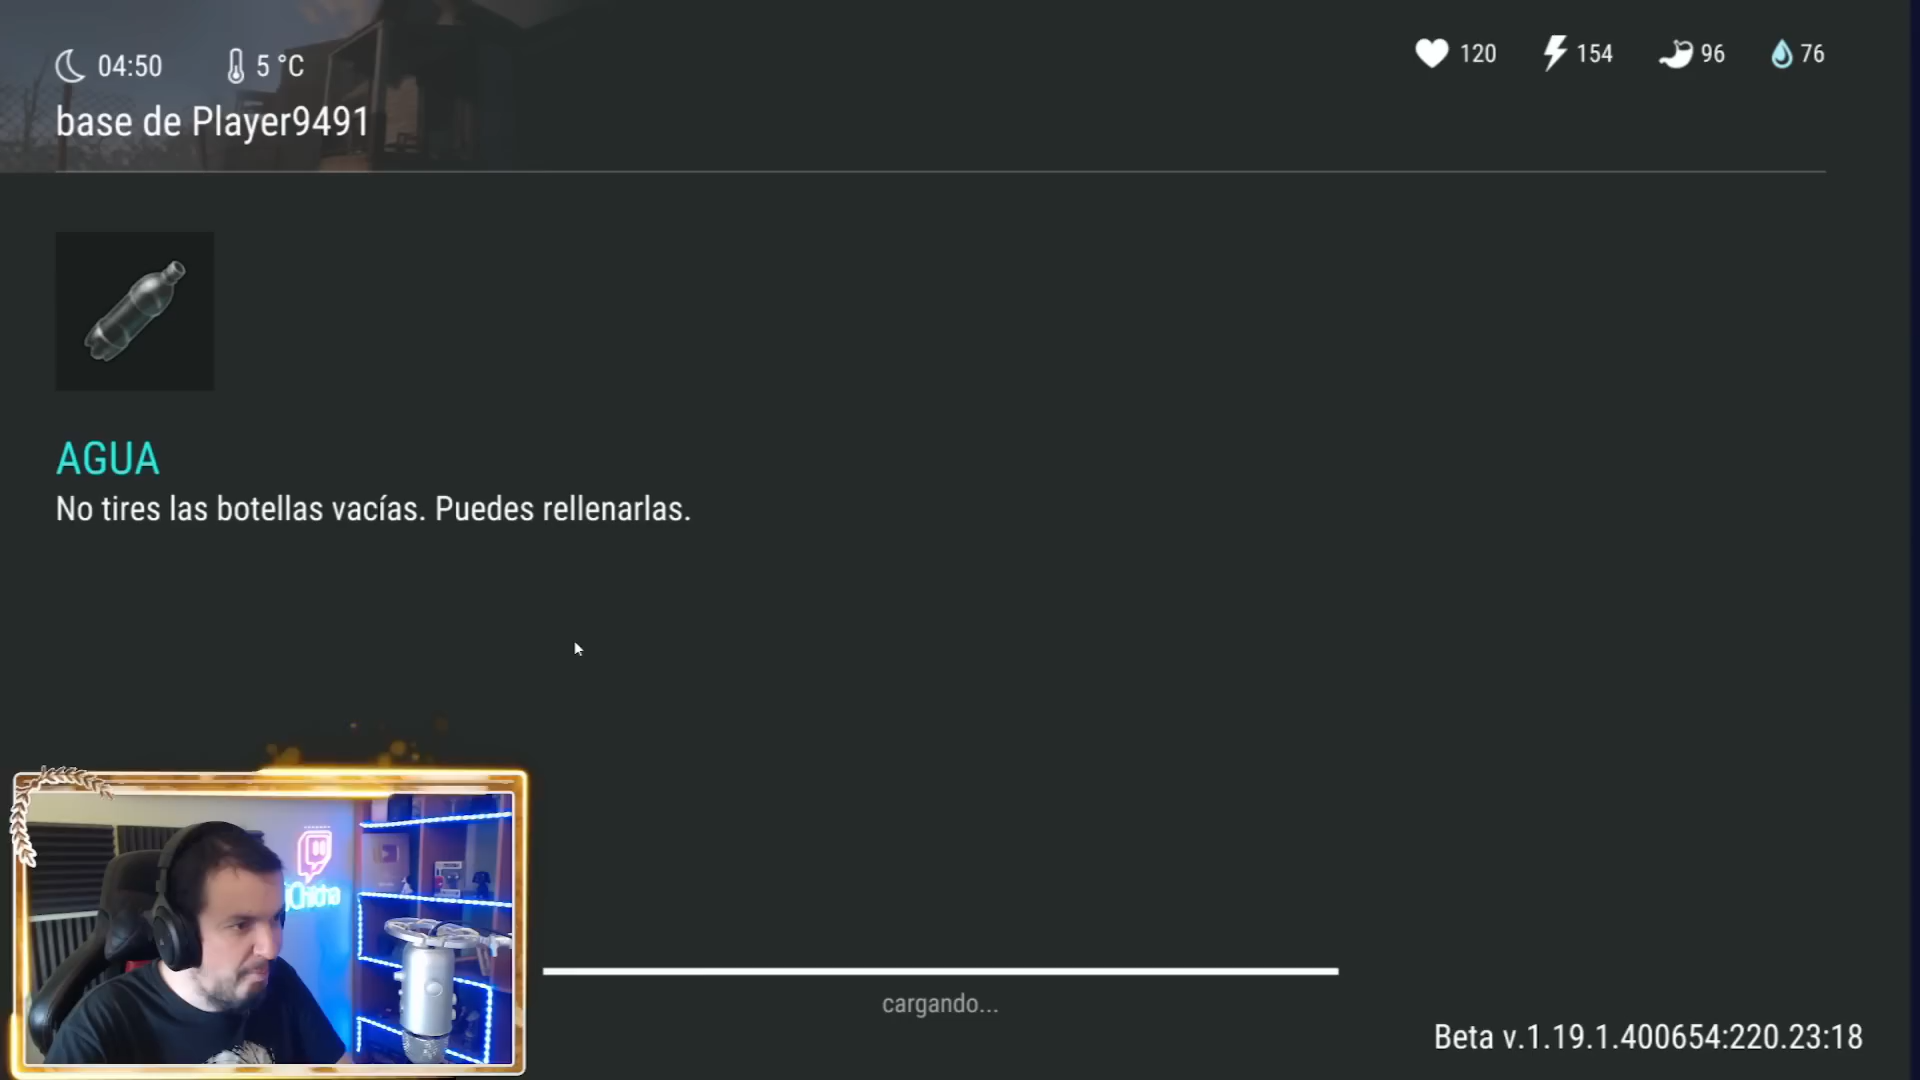 04:50
5 °C
120
154
96
76
base de Player9491
AGUA
No tires las botellas vacías. Puedes rellenarlas.
cargando...
Beta v.1.19.1.400654:220.23:18